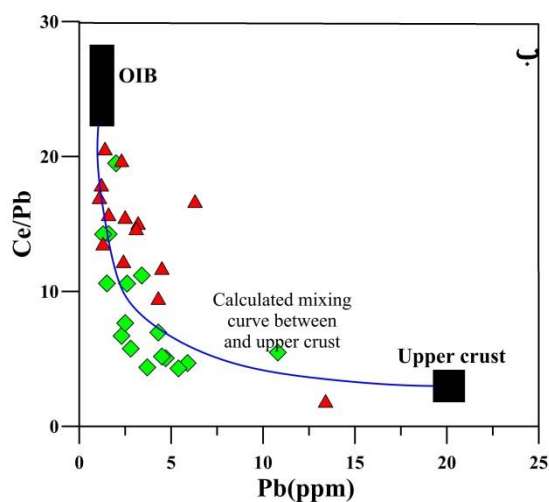 30
ب
OIB
20
Ce/Pb
10
Calculated mixing
curve between
and upper crust
Upper crust
0
0 5 10 15 20 25
Pb(ppm)